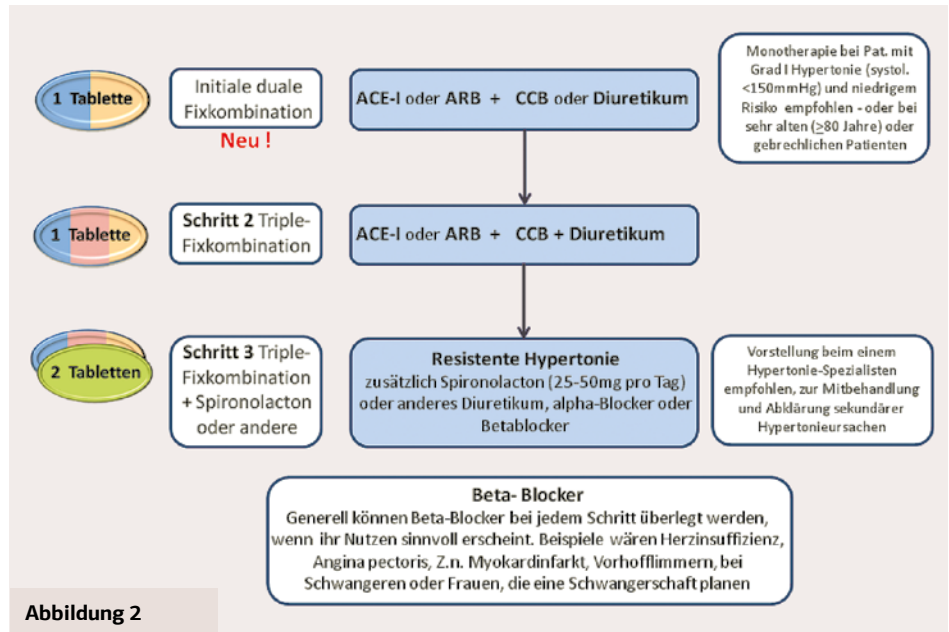 1 Tablette
Initiale duale
Fixkombination
Neu !
ACE-I oder ARB + CCB oder Diuretikum
Monotherapie bei Pat. mit
Grad I Hypertonie (systol.
<150mmHg) und niedrigem
Risiko empfohlen - oder bei
sehr alten (≥80 Jahre) oder
gebrechlichen Patienten
1 Tablette
Schritt 2 Triple-
Fixkombination
ACE-I oder ARB + CCB + Diuretikum
2 Tabletten
Schritt 3 Triple-
Fixkombination
+ Spironolacton
oder andere
Resistente Hypertonie
zusätzlich Spironolacton (25-50mg pro Tag)
oder anderes Diuretikum, alpha-Blocker oder
Betablocker
Vorstellung beim einem
Hypertonie-Spezialisten
empfohlen, zur Mitbehandlung
und Abklärung sekundärer
Hypertonieursachen
Beta- Blocker
Generell können Beta-Blocker bei jedem Schritt überlegt werden,
wenn ihr Nutzen sinnvoll erscheint. Beispiele wären Herzinsuffizienz,
Angina pectoris, Z.n. Myokardinfarkt, Vorhofflimmern, bei
Schwangeren oder Frauen, die eine Schwangerschaft planen
Abbildung 2